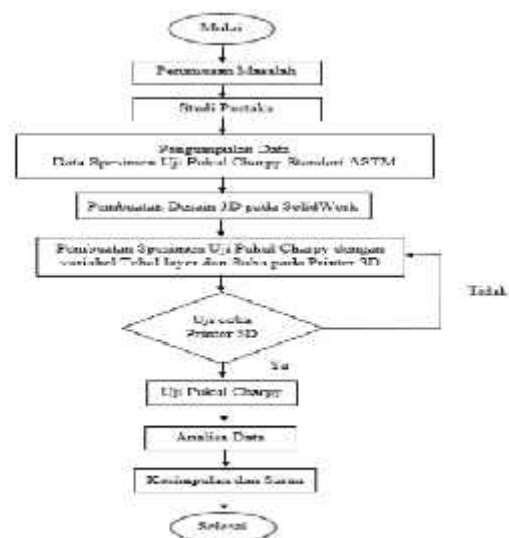 Mulai
Perumusan Masalah
Studi Pustaka
Pengumpulan Data
Data Spesimen Uji Pukul Charpy Standart ASTM
Pembuatan Desain 3D pada SolidWork
Pembuatan Spesimen Uji Pukul Charpy dengan
variabel Tebal layer dan Suhu pada Printer 3D
Tidak
Uji coba
Printer 3D
Ya
Uji Pukul Charpy
Analisa Data
Kesimpulan dan Saran
Selesai